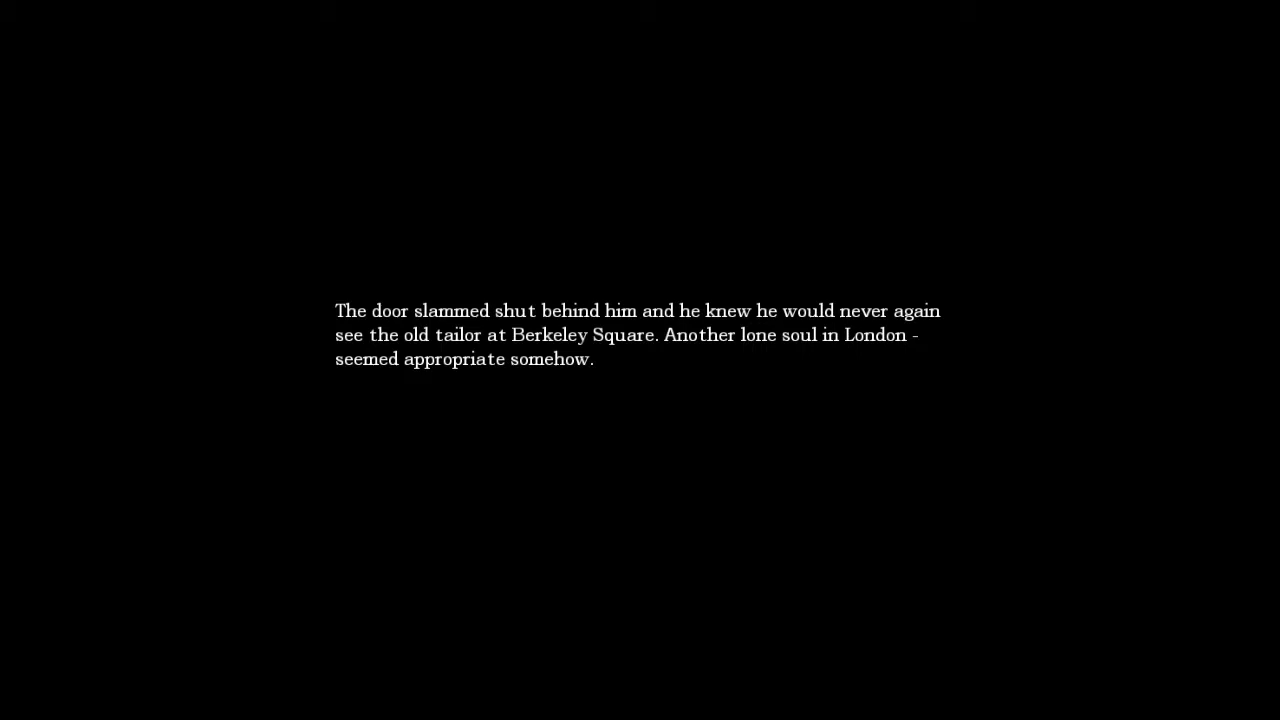 The door slammed shut behind him and he knew he would never again
see the old tailor at Berkeley Square. Another lone soul in London -
seemed appropriate somehow.